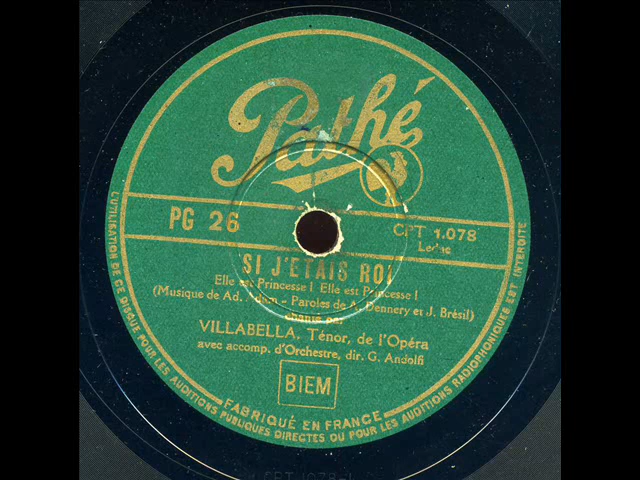 Pathé
PG 26
CPT 1.078
Leduc
SI J'ETAIS ROI
Elle est Princesse ! Elle est Princesse !
(Musique de Ad. Adam - Paroles de A. Dennery et J. Brésil)
chanté par
VILLABELLA, Ténor, de l'Opéra
avec accomp. d'Orchestre, dir. G. Andolfi
BIEM
FABRIQUÉ EN FRANCE
L'UTILISATION DE CE DISQUE POUR LES AUDITIONS PUBLIQUES DIRECTES OU POUR LES AUDITIONS RADIOPHONIQUES EST INTERDITE